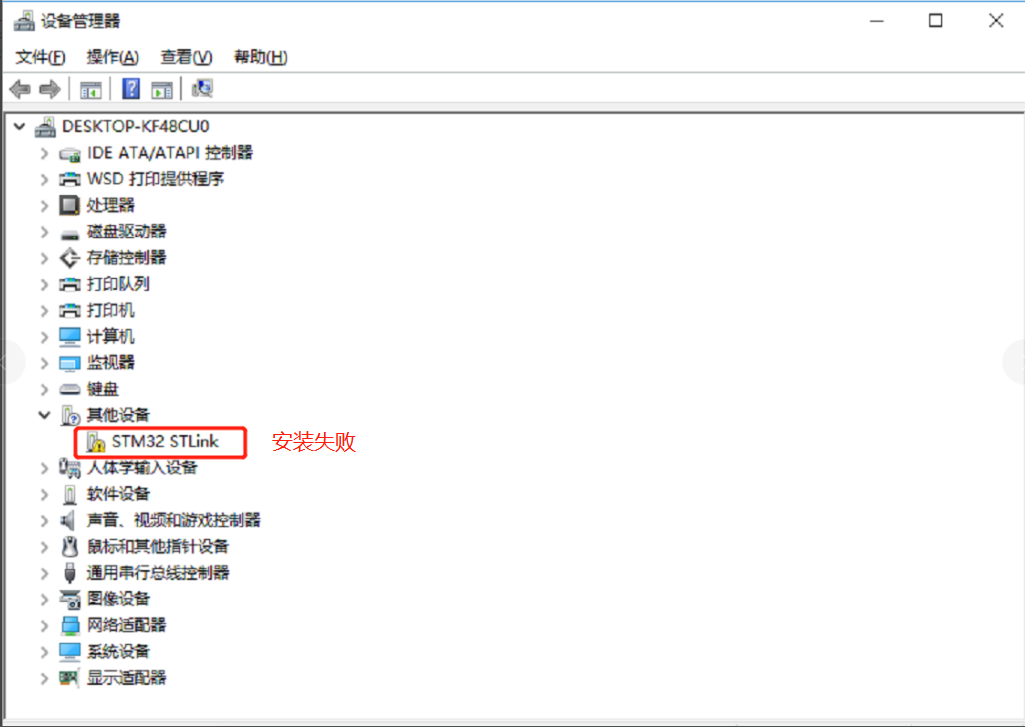 设备管理器
文件(F) 操作(A) 查看(V) 帮助(H)
DESKTOP-KF48CU0
IDE ATA/ATAPI 控制器
WSD 打印提供程序
处理器
磁盘驱动器
存储控制器
打印队列
打印机
计算机
监视器
键盘
其他设备
STM32 STLink 安装失败
人体学输入设备
软件设备
声音、视频和游戏控制器
鼠标和其他指针设备
通用串行总线控制器
图像设备
网络适配器
系统设备
显示适配器